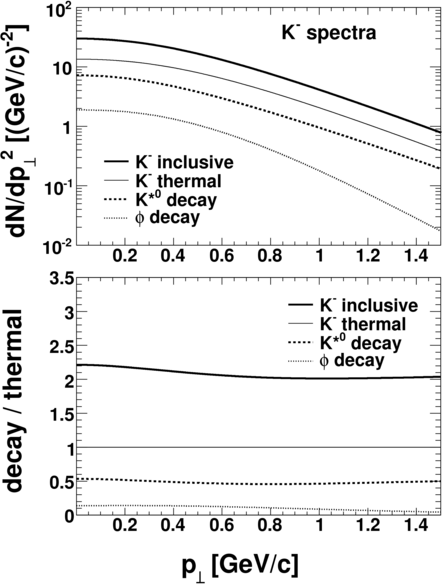 10²
10
1
10⁻¹
10⁻²
dN/dp⊥² [(GeV/c)⁻²]
K⁻ spectra
K⁻ inclusive
K⁻ thermal
K*⁰ decay
ϕ decay
0.2 0.4 0.6 0.8 1 1.2 1.4
3.5
3
2.5
2
1.5
1
0.5
0
decay / thermal
K⁻ inclusive
K⁻ thermal
K*⁰ decay
ϕ decay
0.2 0.4 0.6 0.8 1 1.2 1.4
p⊥ [GeV/c]